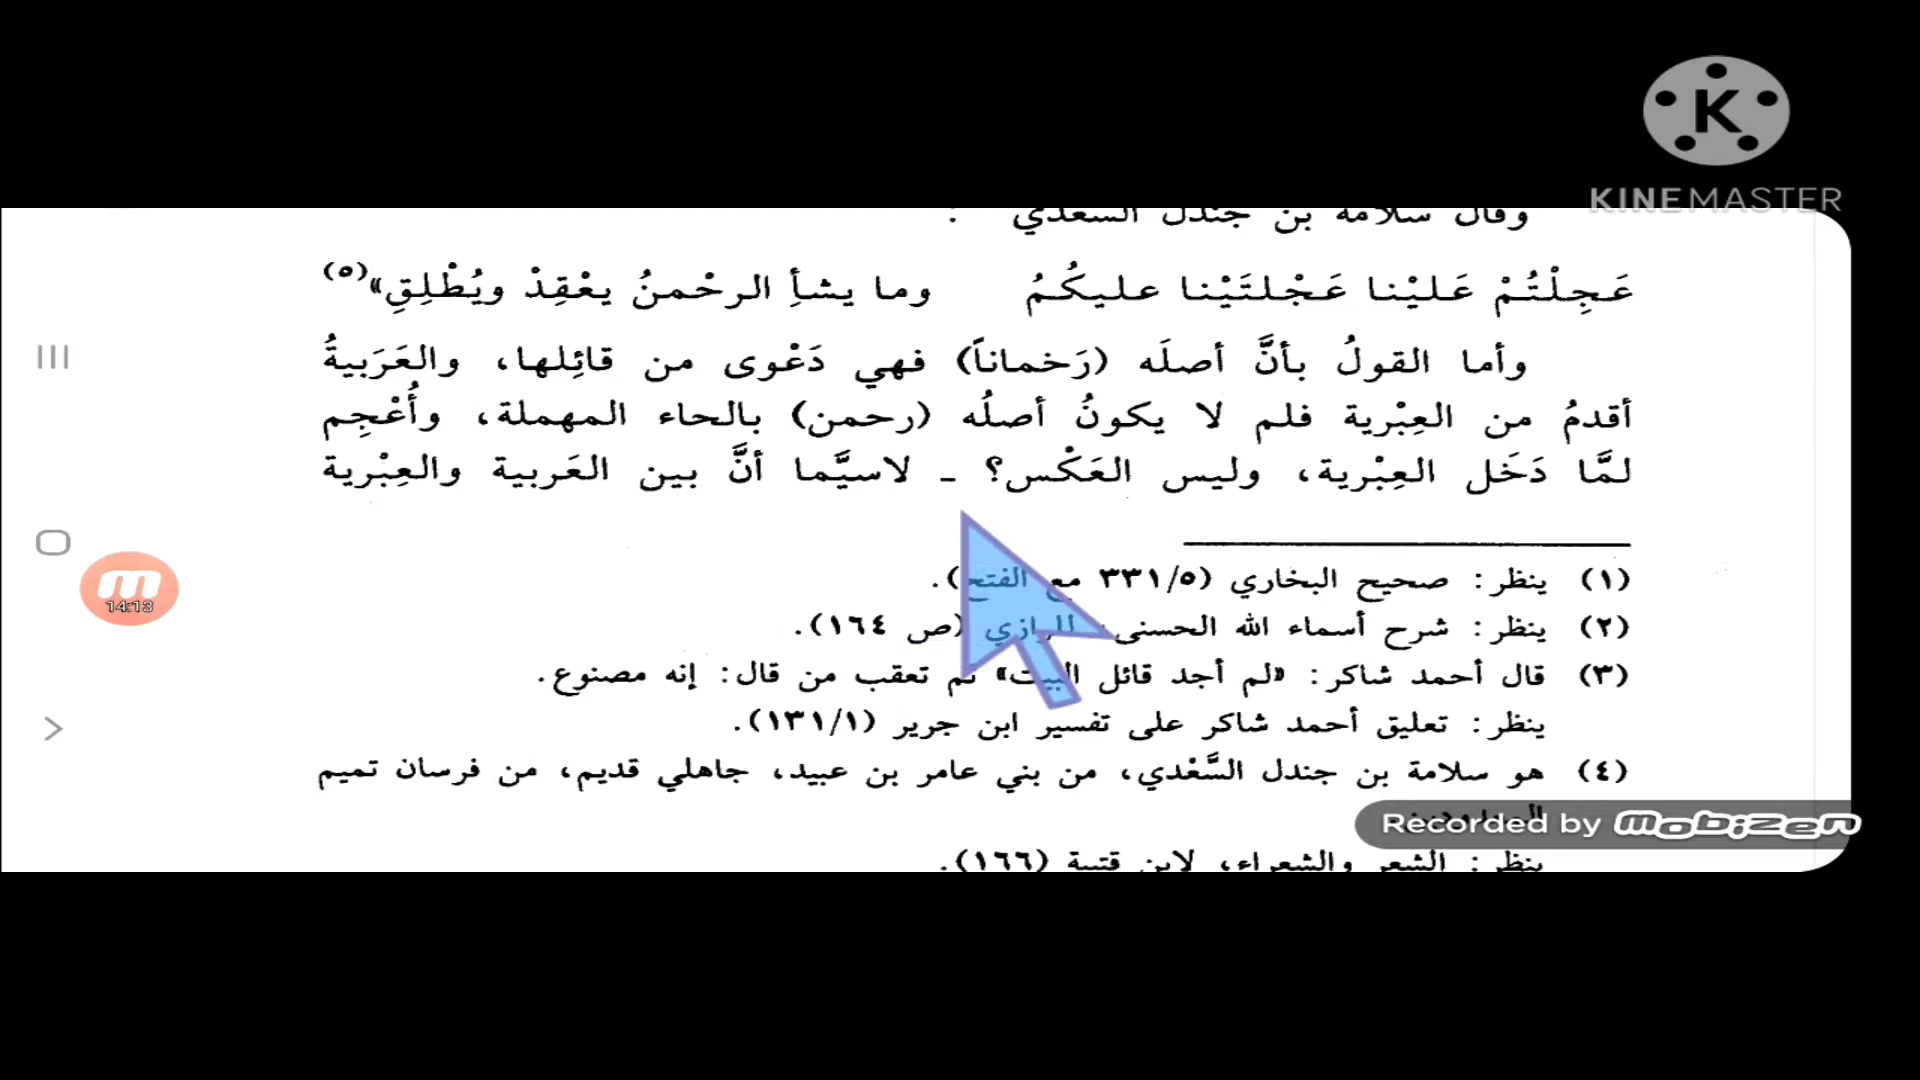 KINEMASTER
وقال سلامة بن جندل السعدي :
عَجِلْتُمْ عَلَيْنا عَجْلتَيْنا عليكُمُ وما يشأِ الرحْمنُ يعْقِدْ ويُطْلِقِ»(٥)
وأما القولُ بأنَّ أصلَه (رَخماناً) فهي دَعْوى من قائِلها، والعَرَبيةُ
أقدمُ من العِبْرية فلم لا يكونُ أصلُه (رحمن) بالحاء المهملة، وأُعْجِم
لمَّا دَخَل العِبْرية، وليس العَكْس؟ ـ لاسيَّما أنَّ بين العَربية والعِبْرية
(١) ينظر: صحيح البخاري (٣٣١/٥ مع الفتح).
(٢) ينظر: شرح أسماء الله الحسنى للرازي (ص ١٦٤).
(٣) قال أحمد شاكر: «لم أجد قائل البيت» ثم تعقب من قال: إنه مصنوع.
ينظر: تعليق أحمد شاكر على تفسير ابن جرير (١٣١/١).
(٤) هو سلامة بن جندل السَّعْدي، من بني عامر بن عبيد، جاهلي قديم، من فرسان تميم
ينظر: الشعر والشعراء، لابن قتيبة (١٦٦).
14:13
Recorded by mobizen